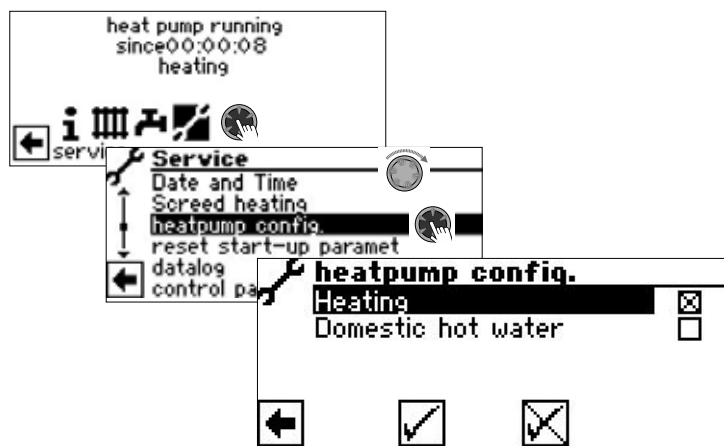 heat pump running
since00:00:08
heating
servi
Service
Date and Time
Screed heating
heatpump config.
reset start-up paramet
datalog
control pa
heatpump config.
Heating
Domestic hot water